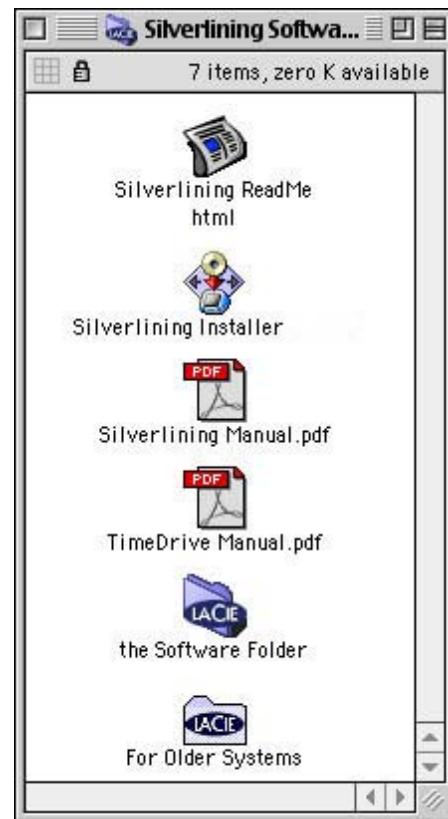 Silverlining Softwa...
7 items, zero K available
Silverlining ReadMe
html
Silverlining Installer
PDF
Silverlining Manual.pdf
PDF
TimeDrive Manual.pdf
LACIE
the Software Folder
LACIE
For Older Systems